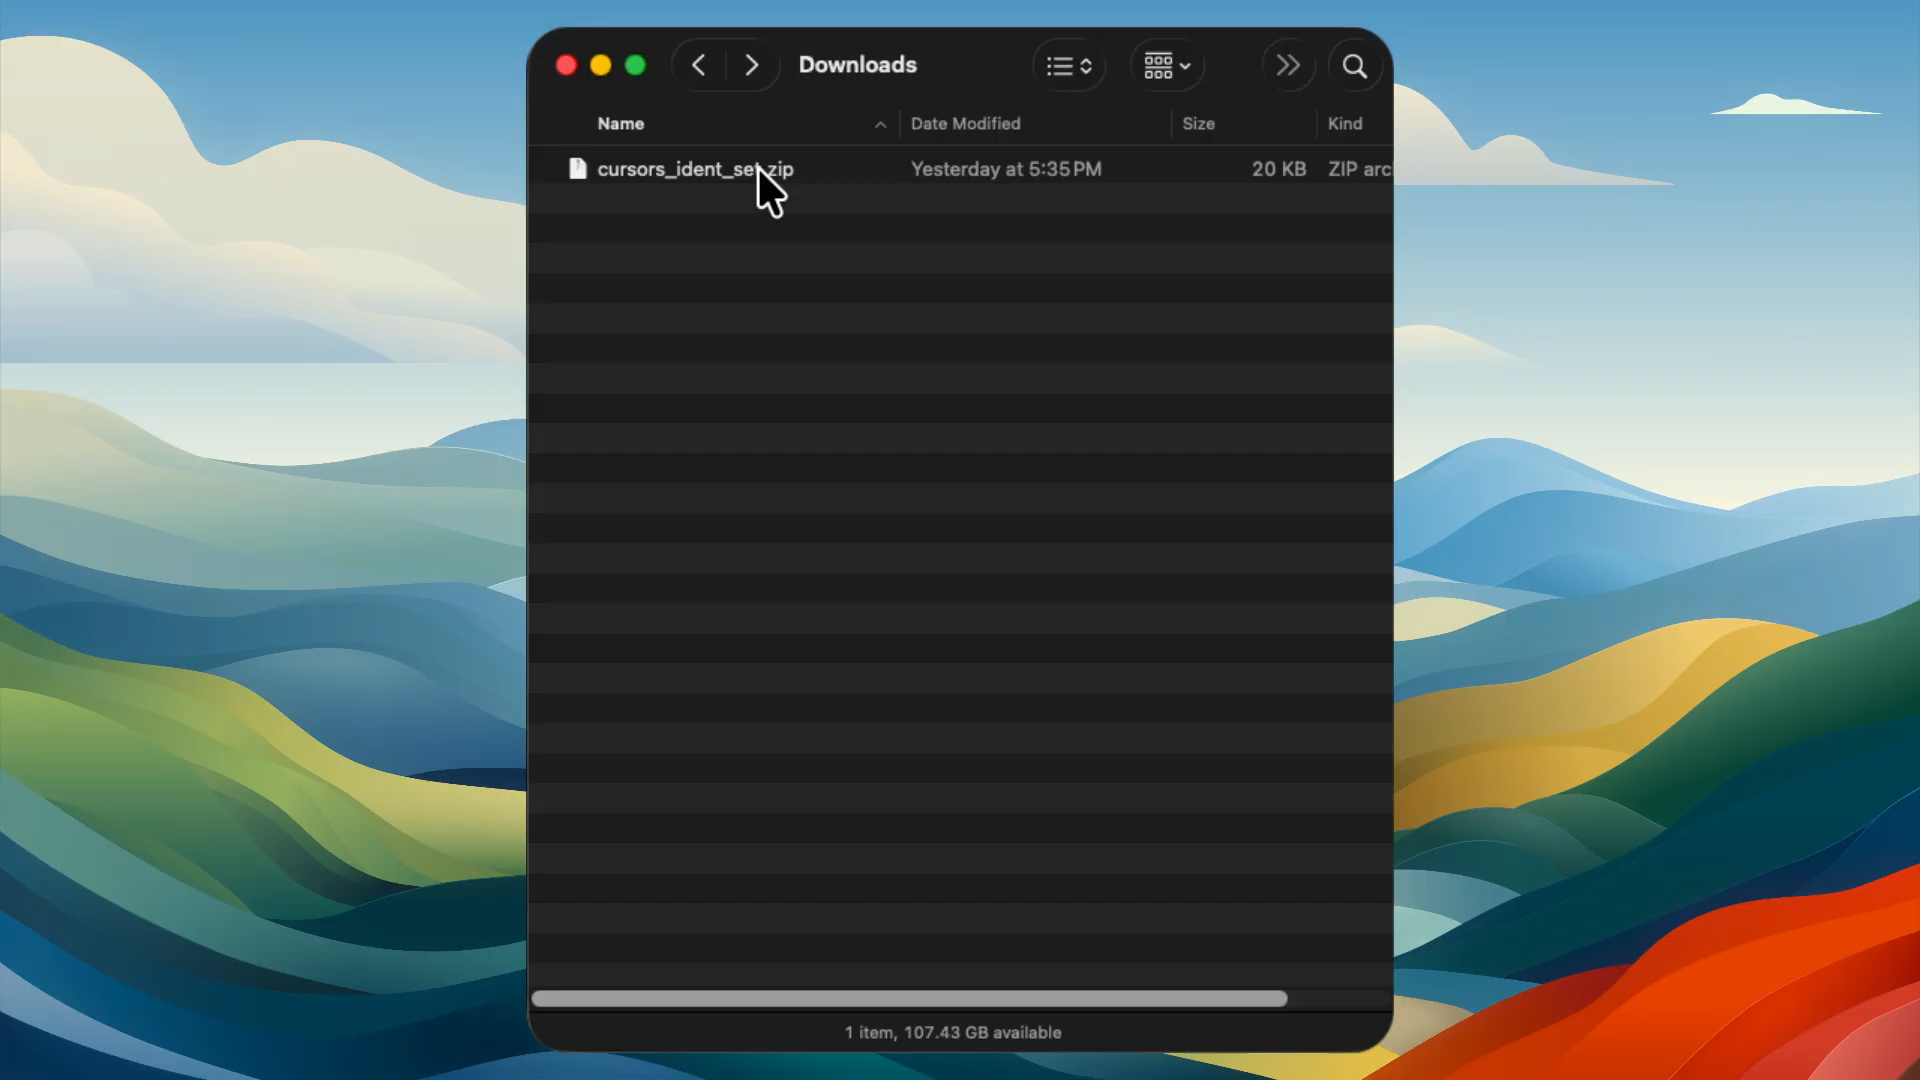 Downloads
Name Date Modified Size Kind
cursors_ident_set.zip Yesterday at 5:35 PM 20 KB ZIP arc
1 item, 107.43 GB available